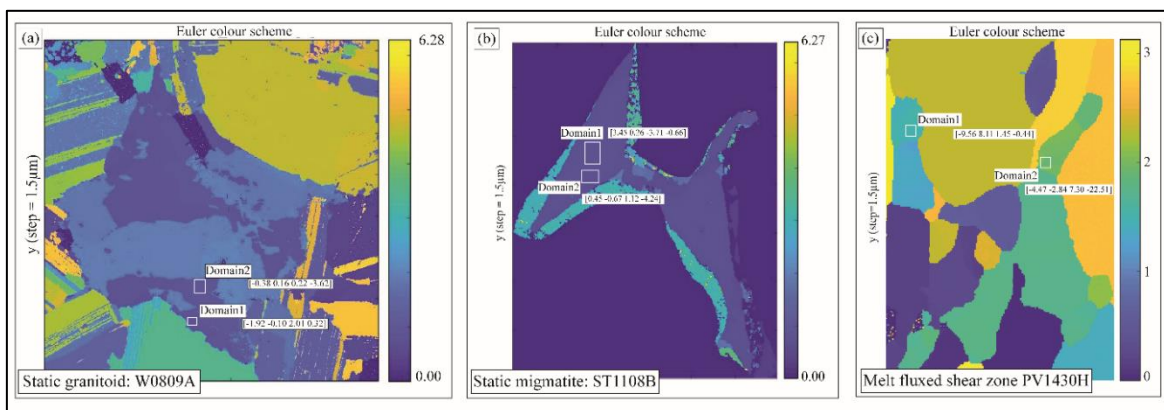 (a)
Euler colour scheme
6.28
y (step = 1.5µm)
Domain2
[-0.38 0.16 0.22 -3.62]
Domain1
[-1.92 -0.10 2.01 0.32]
Static granitoid: W0809A
0.00
(b)
Euler colour scheme
6.27
y (step = 1.5µm)
Domain1
[3.45 0.26 -3.71 -0.66]
Domain2
[0.45 -0.67 1.12 -4.24]
Static migmatite: ST1108B
0.00
(c)
Euler colour scheme
3
2
1
0
y (step=1.5µm)
Domain1
[-9.56 8.11 1.45 -0.44]
Domain2
[-4.47 -2.84 7.30 -22.51]
Melt fluxed shear zone PV1430H